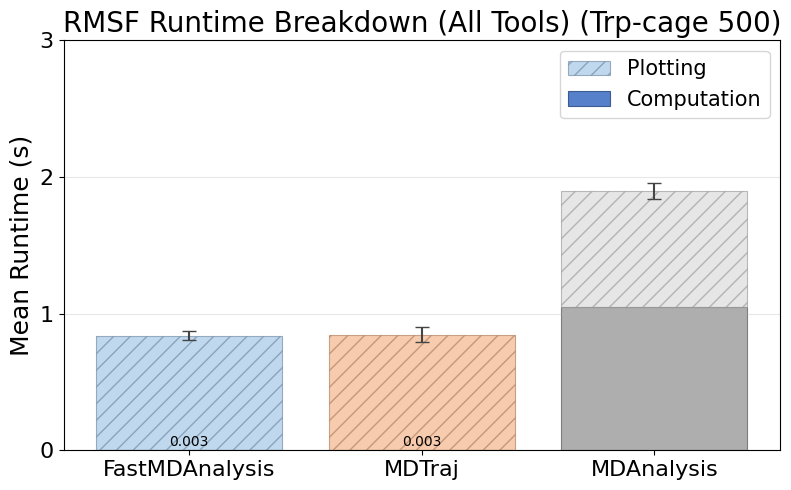 RMSF Runtime Breakdown (All Tools) (Trp-cage 500)
Mean Runtime (s)
3
2
1
0
Plotting
Computation
0.003
0.003
FastMDAnalysis
MDTraj
MDAnalysis